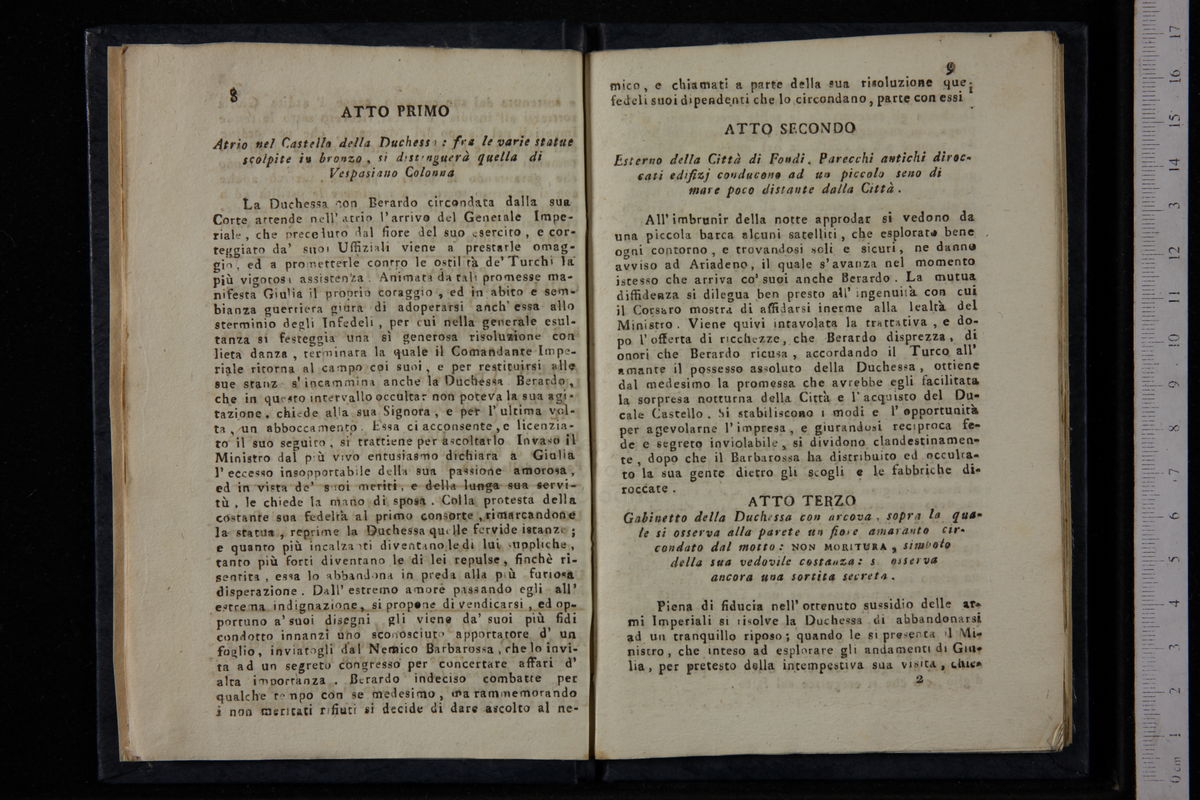 8
ATTO PRIMO
Atrio nel Castello della Duchessa : fra le varie statue
scolpite in bronzo, si distinguerà quella di
Vespasiano Colonna
La Duchessa con Berardo circondata dalla sua
Corte attende nell' atrio l' arrivo del Generale Impe-
riale, che preceduto dal fiore del suo esercito, e cor-
teggiato da' suoi Uffiziali viene a prestarle omag-
gio, ed a prometterle contro le ostilità de' Turchi la
più vigorosa assistenza. Animata da tali promesse ma-
nifesta Giulia il proprio coraggio, ed in abito e sem-
bianza guerriera giura di adoperarsi anch' essa allo
sterminio degli Infedeli, per cui nella generale esul-
tanza si festeggia una sì generosa risoluzione con
lieta danza, terminata la quale il Comandante Impe-
riale ritorna al campo coi suoi, e per restituirsi alle
sue stanze s' incammina anche la Duchessa Berardo,
che in questo intervallo occultar non poteva la sua agi-
tazione, chiede alla sua Signora, e per l' ultima vol-
ta, un abboccamento. Essa ci acconsente, e licenzia-
to il suo seguito, si trattiene per ascoltarlo Invaso il
Ministro dal più vivo entusiasmo dichiara a Giulia
l' eccesso insopportabile della sua passione amorosa,
ed in vista de' suoi meriti, e della lunga sua servi-
tù, le chiede la mano di sposa. Colla protesta della
costante sua fedeltà al primo consorte, rimarcandone
la statua, reprime la Duchessa quelle fervide istanze;
e quanto più incalzanti diventano le di lui suppliche,
tanto più forti diventano le di lei repulse, finchè ri-
sentita, essa lo abbandona in preda alla più furiosa
disperazione. Dall' estremo amore passando egli all'
estrema indignazione, si propone di vendicarsi, ed op-
portuno a' suoi disegni gli viene da' suoi più fidi
condotto innanzi uno sconosciuto apportatore d' un
foglio, inviatogli dal Nemico Barbarossa, che lo invi-
ta ad un segreto congresso per concertare affari d'
alta importanza. Berardo indeciso combatte per
qualche tempo con se medesimo, ma rammemorando
i non meritati rifiuti si decide di dare ascolto al ne-
9
mico, e chiamati a parte della sua risoluzione que'
fedeli suoi dipendenti che lo circondano, parte con essi
ATTO SECONDO
Esterno della Città di Fondi. Parecchi antichi diroc-
cati edifizj conducono ad un piccolo seno di
mare poco distante dalla Città.
All' imbrunir della notte approdar si vedono da
una piccola barca alcuni satelliti, che esplorato bene
ogni contorno, e trovandosi soli e sicuri, ne danno
avviso ad Ariadeno, il quale s' avanza nel momento
istesso che arriva co' suoi anche Berardo. La mutua
diffidenza si dilegua ben presto all' ingenuità con cui
il Corsaro mostra di affidarsi inerme alla lealtà del
Ministro. Viene quivi intavolata la trattativa, e do-
po l' offerta di ricchezze, che Berardo disprezza, di
onori che Berardo ricusa, accordando il Turco all'
amante il possesso assoluto della Duchessa, ottiene
dal medesimo la promessa che avrebbe egli facilitata
la sorpresa notturna della Città e l' acquisto del Du-
cale Castello. Si stabiliscono i modi e l' opportunità
per agevolarne l' impresa, e giurandosi reciproca fe-
de e segreto inviolabile, si dividono clandestinamen-
te, dopo che il Barbarossa ha distribuito ed occulta-
to la sua gente dietro gli scogli e le fabbriche di-
roccate.
ATTO TERZO
Gabinetto della Duchessa con arcova, sopra la qua-
le si osserva alla parete un fiore amaranto cir-
condato dal motto: NON MORITURA, simbolo
della sua vedovile costanza: s osserva
ancora una sortita secreta.
Piena di fiducia nell' ottenuto sussidio delle ar-
mi Imperiali si risolve la Duchessa di abbandonarsi
ad un tranquillo riposo; quando le si presenta il Mi-
nistro, che inteso ad esplorare gli andamenti di Giu-
lia, per pretesto della intempestiva sua visita, chie-
2
0 cm 1 2 3 4 5 6 7 8 9 10 11 12 13 14 15 16 17